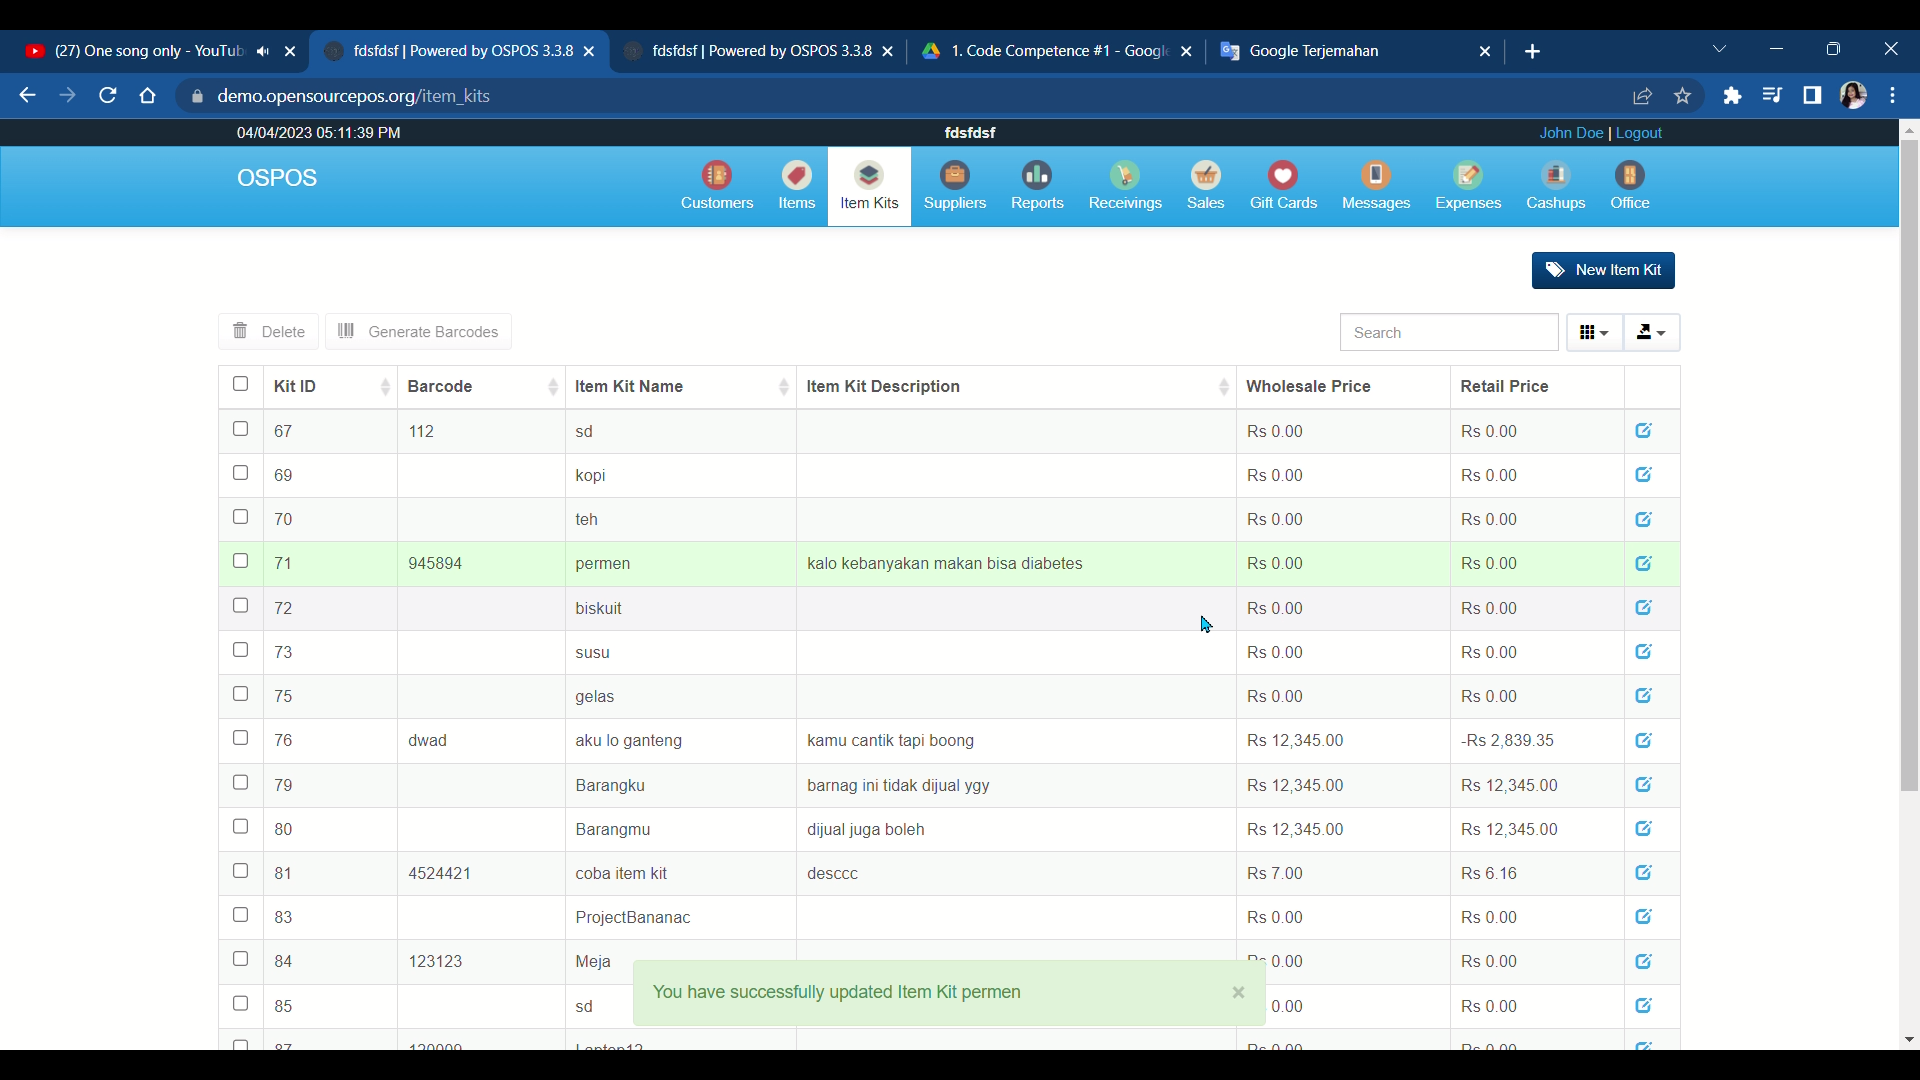 (27) One song only - YouTub
fdsfdsf | Powered by OSPOS 3.3.8
fdsfdsf | Powered by OSPOS 3.3.8
1. Code Competence #1 - Google
Google Terjemahan
demo.opensourcepos.org/item_kits
04/04/2023 05:11:39 PM
fdsfdsf
John Doe | Logout
OSPOS
Customers
Items
Item Kits
Suppliers
Reports
Receivings
Sales
Gift Cards
Messages
Expenses
Cashups
Office
New Item Kit
Delete
Generate Barcodes
Search
Kit ID Barcode Item Kit Name Item Kit Description Wholesale Price Retail Price
67 112 sd Rs 0.00 Rs 0.00
69 kopi Rs 0.00 Rs 0.00
70 teh Rs 0.00 Rs 0.00
71 945894 permen kalo kebanyakan makan bisa diabetes Rs 0.00 Rs 0.00
72 biskuit Rs 0.00 Rs 0.00
73 susu Rs 0.00 Rs 0.00
75 gelas Rs 0.00 Rs 0.00
76 dwad aku lo ganteng kamu cantik tapi boong Rs 12,345.00 -Rs 2,839.35
79 Barangku barnag ini tidak dijual ygy Rs 12,345.00 Rs 12,345.00
80 Barangmu dijual juga boleh Rs 12,345.00 Rs 12,345.00
81 4524421 coba item kit desccc Rs 7.00 Rs 6.16
83 ProjectBananac Rs 0.00 Rs 0.00
84 123123 Meja 0.00 Rs 0.00
You have successfully updated Item Kit permen
85 sd 0.00 Rs 0.00
87 120009 Laptop12 Rs 0.00 Rs 0.00